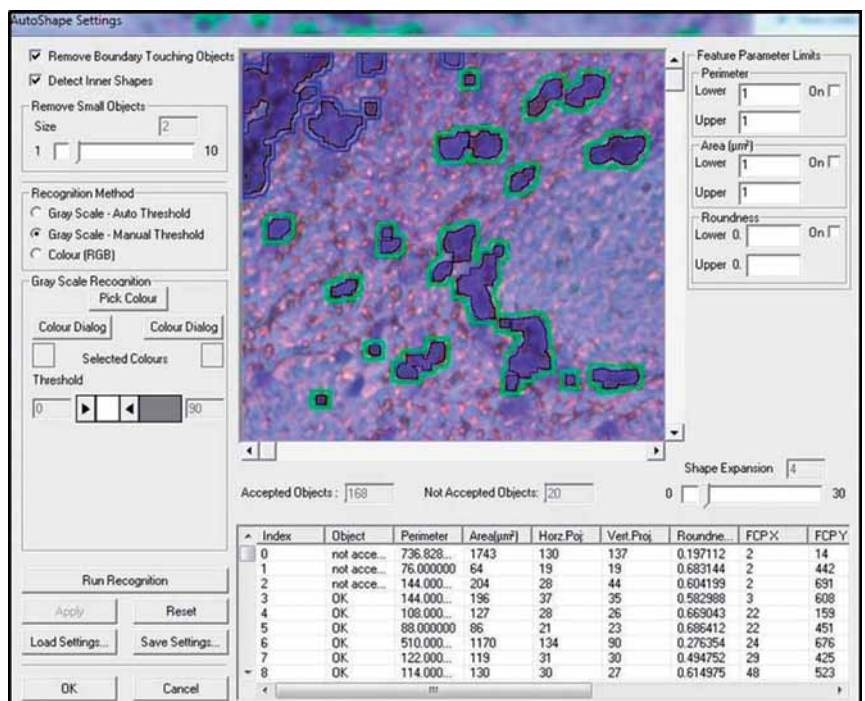 AutoShape Settings
Remove Boundary Touching Objects
Detect Inner Shapes
Remove Small Objects
Size 2
1 10
Recognition Method
Gray Scale - Auto Threshold
Gray Scale - Manual Threshold
Colour (RGB)
Gray Scale Recognition
Pick Colour
Colour Dialog Colour Dialog
Selected Colours
Threshold
0 90
Run Recognition
Apply Reset
Load Settings... Save Settings...
OK Cancel
Feature Parameter Limits
Perimeter
Lower 1 On
Upper 1
Area (µm²)
Lower 1 On
Upper 1
Roundness
Lower 0. On
Upper 0.
Shape Expansion 4
0 30
Accepted Objects : 168 Not Accepted Objects: 20
Index Object Perimeter Area(µm²) Horz.Poj Vert.Proj Roundne... FCP X FCP Y
0 not acce... 736.828... 1743 130 137 0.197112 2 14
1 not acce... 76.000000 64 19 19 0.683144 2 442
2 not acce... 144.000... 204 28 44 0.604199 2 691
3 OK 144.000... 196 37 35 0.582988 3 608
4 OK 108.000... 127 28 26 0.669043 22 159
5 OK 88.000000 86 21 23 0.686412 22 451
6 OK 510.000... 1170 134 90 0.276354 24 676
7 OK 122.000... 119 31 30 0.494752 29 425
8 OK 114.000... 130 30 27 0.614975 48 523